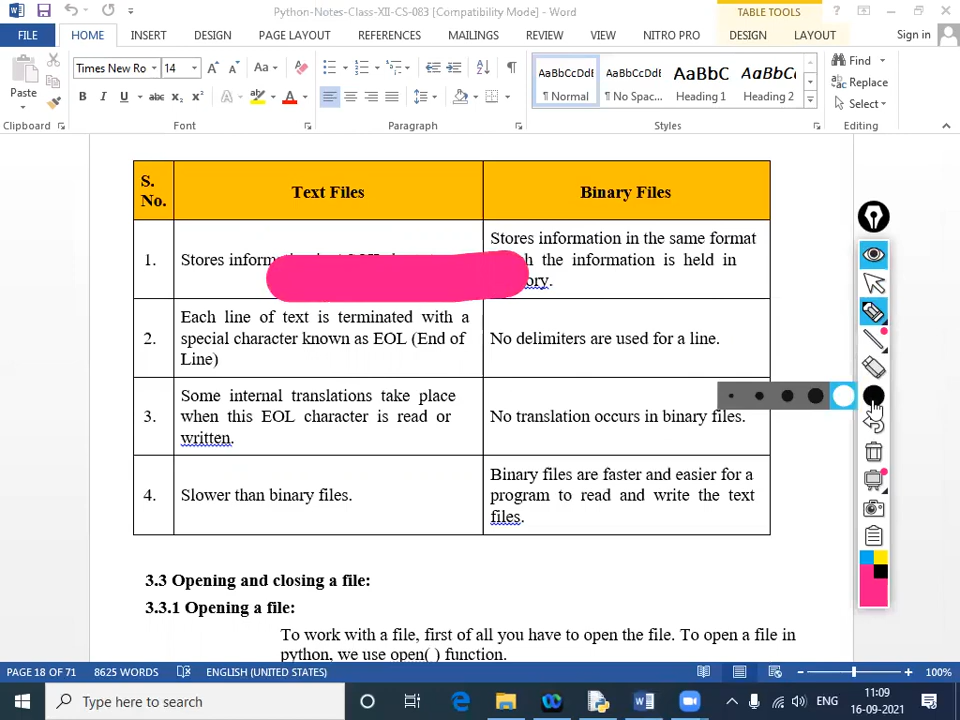 Python-Notes-Class-XII-CS-083 [Compatibility Mode] - Word
TABLE TOOLS
FILE HOME INSERT DESIGN PAGE LAYOUT REFERENCES MAILINGS REVIEW VIEW NITRO PRO DESIGN LAYOUT Sign in
Paste
Times New Ro 14
Clipboard Font Paragraph Styles Editing
AaBbCcDdE ¶ Normal
AaBbCcDdE ¶ No Spac...
AaBbC Heading 1
AaBbCc Heading 2
Find
Replace
Select
S. No.
Text Files
Binary Files
1.
Stores
Stores information in the same format
the information is held in
2.
Each line of text is terminated with a
special character known as EOL (End of
Line)
No delimiters are used for a line.
3.
Some internal translations take place
when this EOL character is read or
written.
No translation occurs in binary files.
4.
Slower than binary files.
Binary files are faster and easier for a
program to read and write the text
files.
3.3 Opening and closing a file:
3.3.1 Opening a file:
To work with a file, first of all you have to open the file. To open a file in
python, we use open( ) function.
PAGE 18 OF 71 8625 WORDS ENGLISH (UNITED STATES) 100%
Type here to search
ENG
11:09
16-09-2021